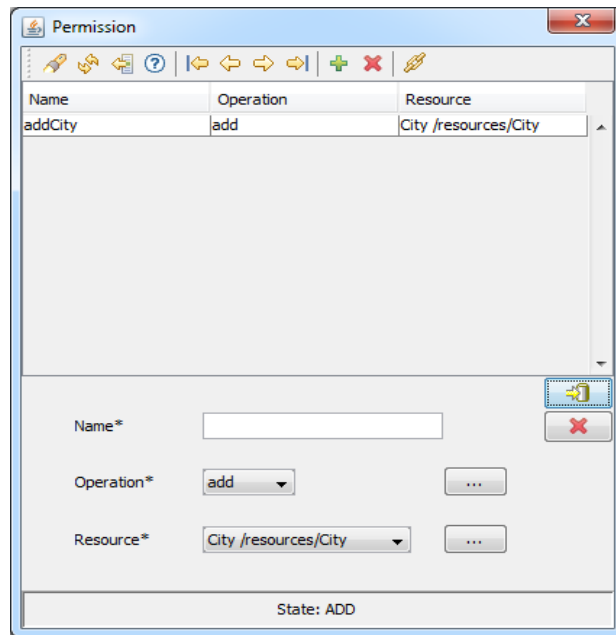 Permission
Name Operation Resource
addCity add City /resources/City
Name*
Operation* add ...
Resource* City /resources/City ...
State: ADD